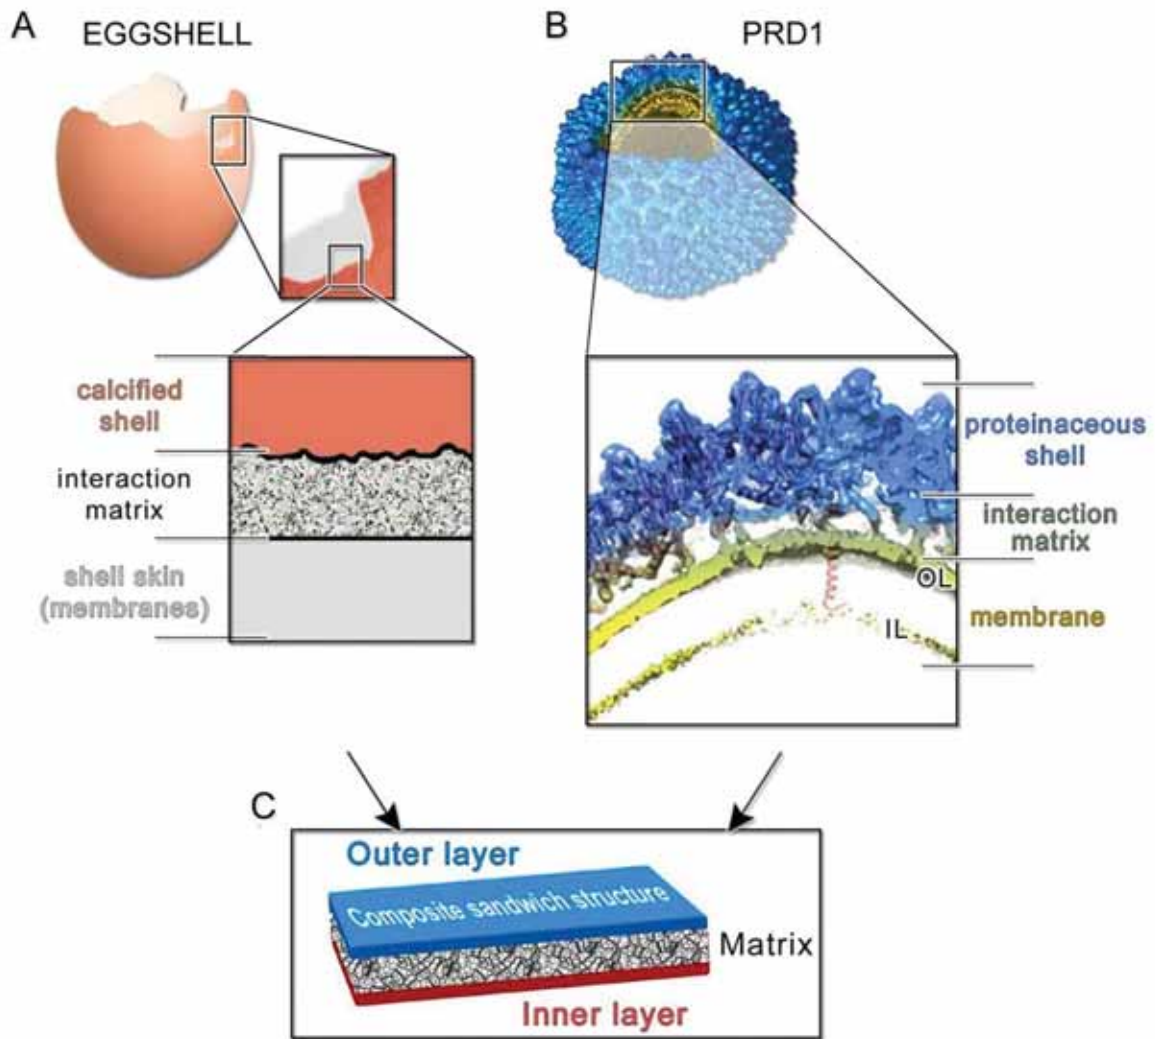 A EGGSHELL
B PRD1
calcified
shell
interaction
matrix
shell skin
(membranes)
proteinaceous
shell
interaction
matrix
OL
IL
membrane
C
Outer layer
Composite sandwich structure
Matrix
Inner layer